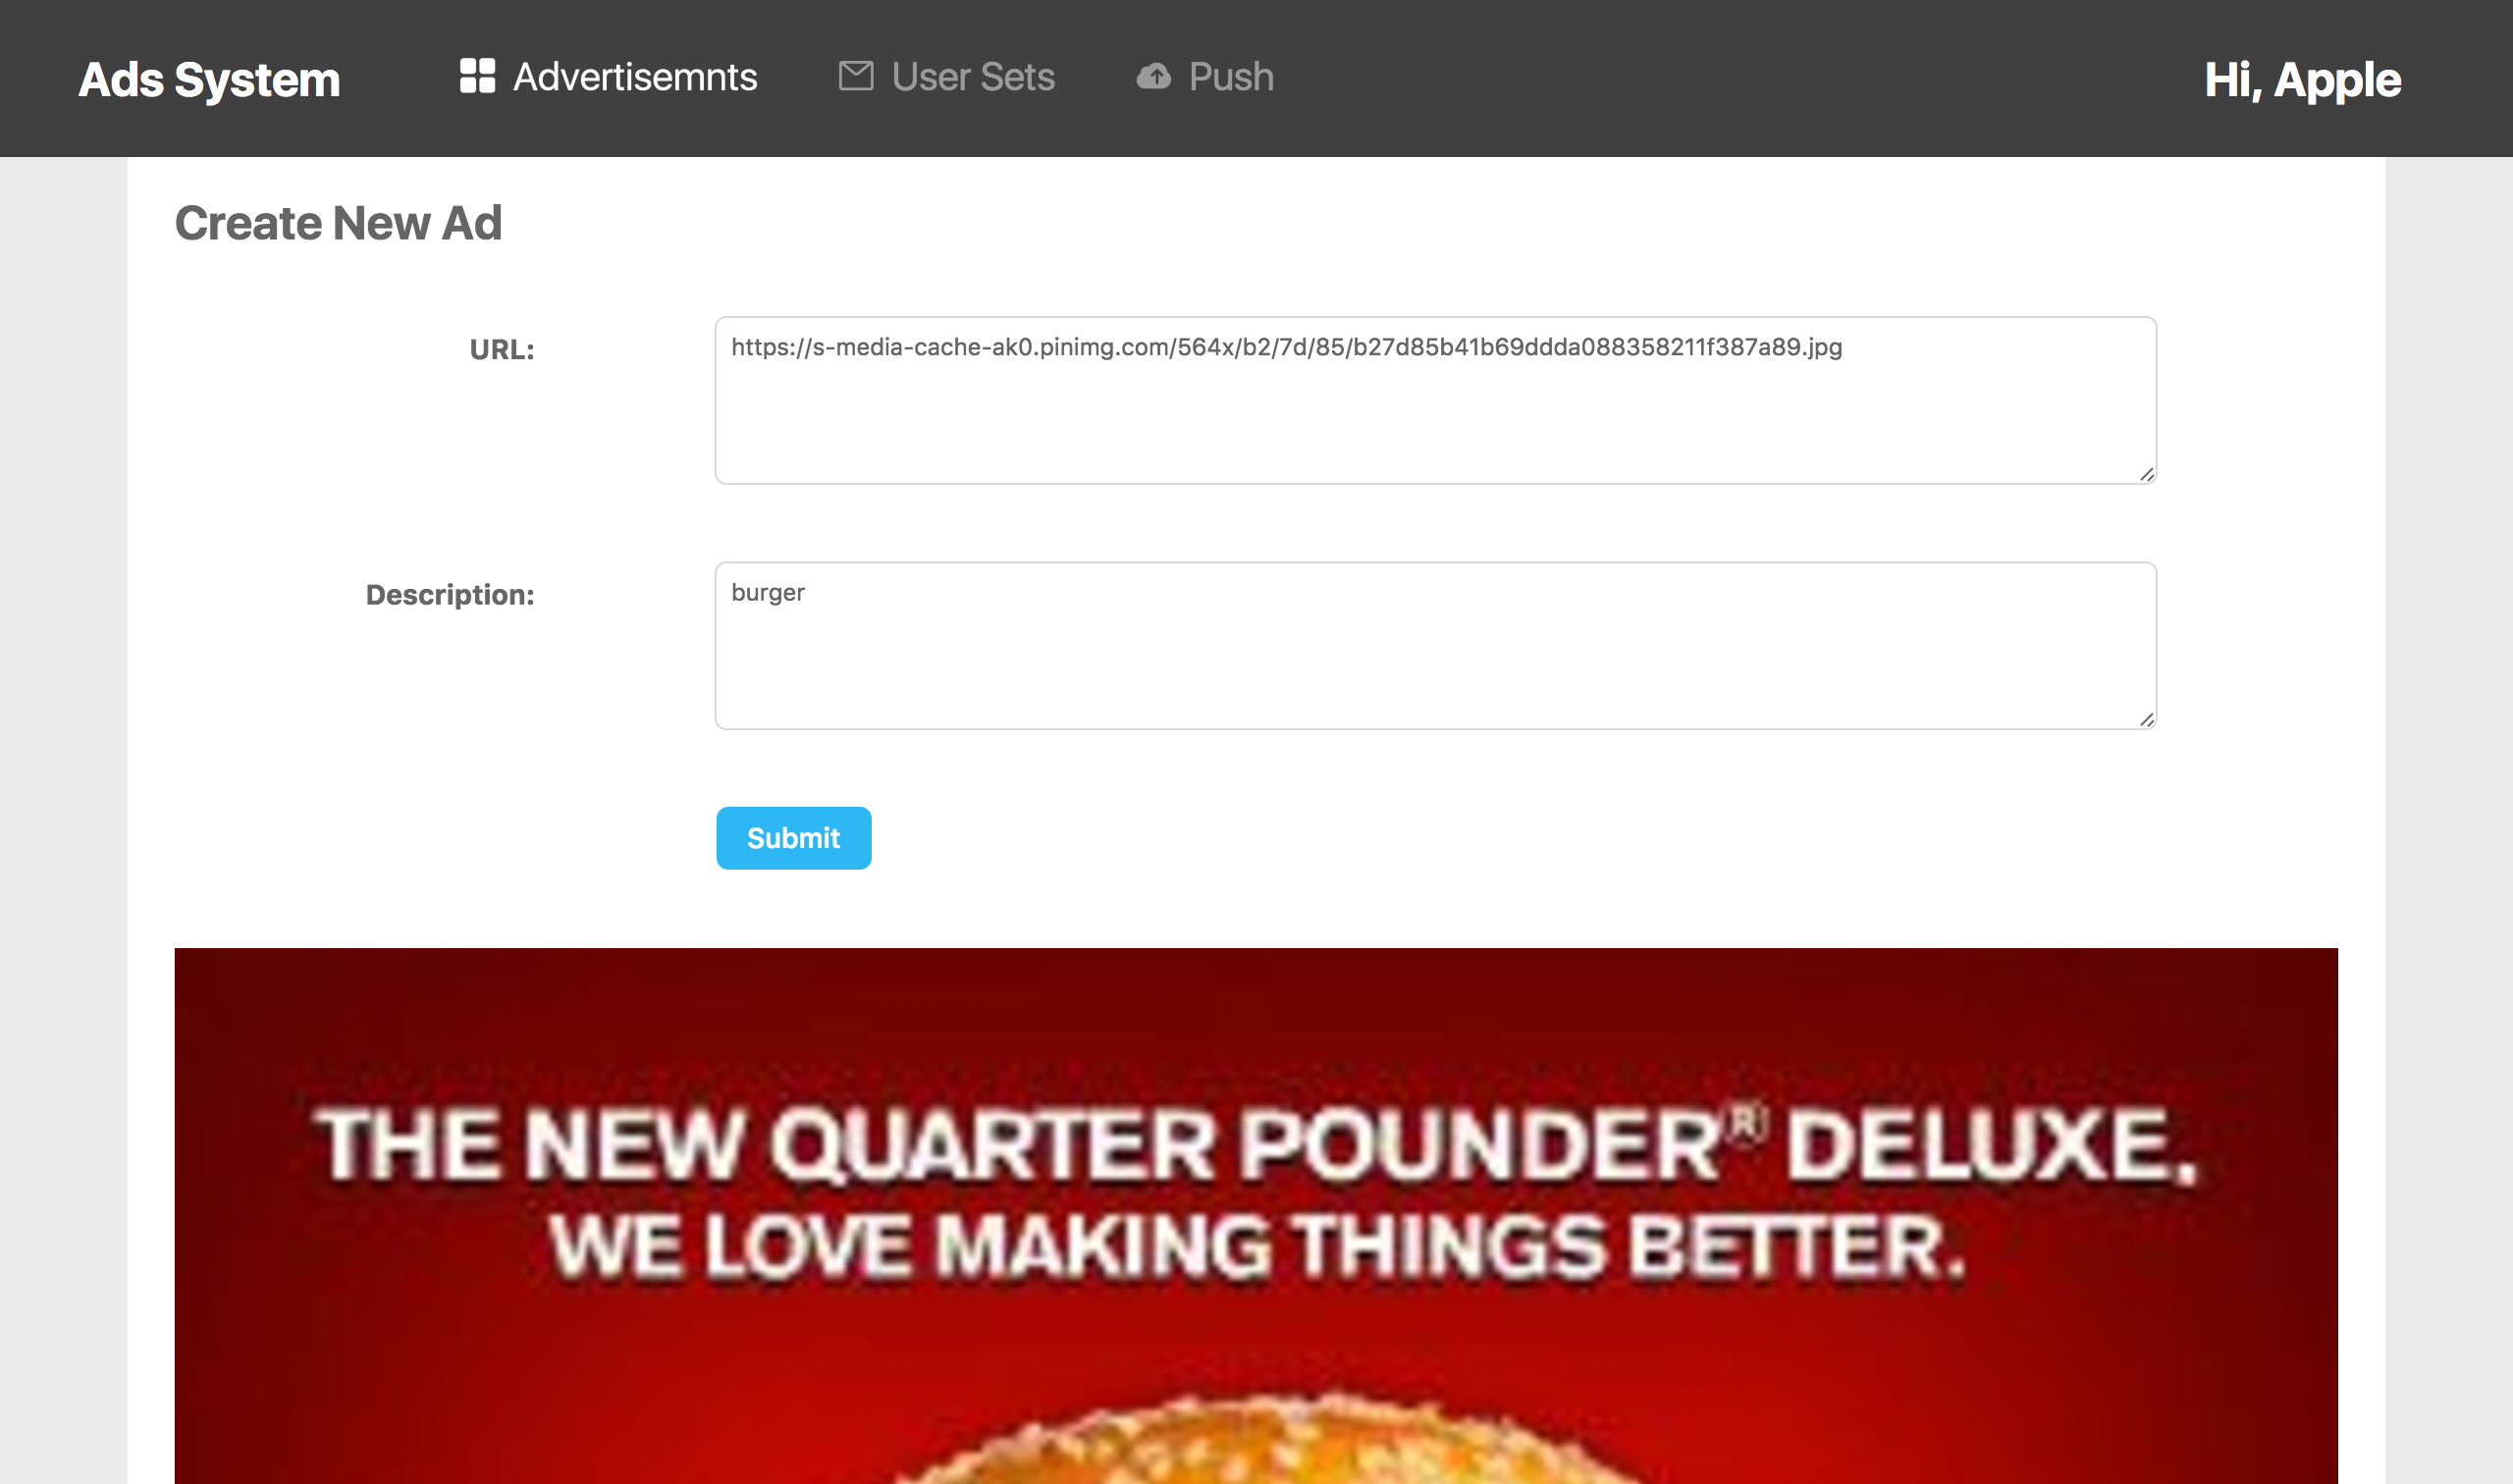 Ads System
Advertisemnts
User Sets
Push
Hi, Apple
Create New Ad
URL:
https://s-media-cache-ak0.pinimg.com/564x/b2/7d/85/b27d85b41b69ddda088358211f387a89.jpg
Description:
burger
Submit
THE NEW QUARTER POUNDER® DELUXE.
WE LOVE MAKING THINGS BETTER.